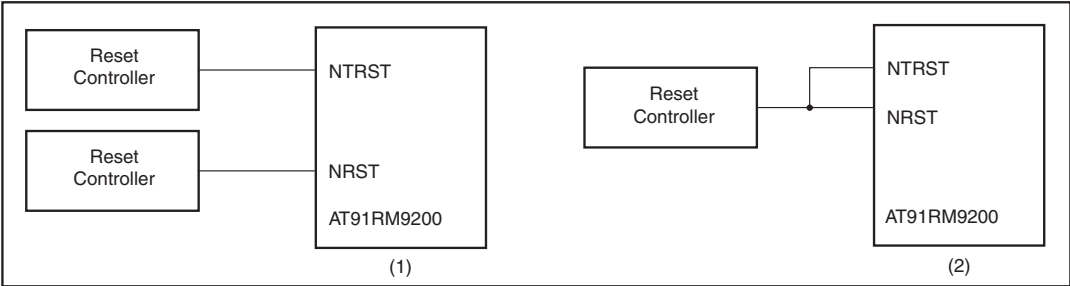 Reset
Controller
NTRST
Reset
Controller
NRST
AT91RM9200
(1)
Reset
Controller
NTRST
NRST
AT91RM9200
(2)